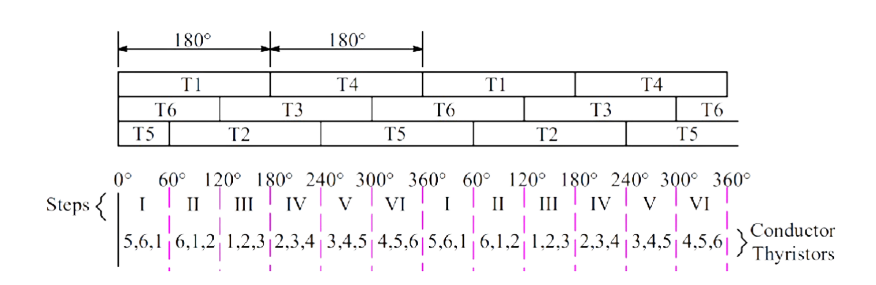 180° 180°
T1 T4 T1 T4
T6 T3 T6 T3 T6
T5 T2 T5 T2 T5
0° 60° 120° 180° 240° 300° 360° 60° 120° 180° 240° 300° 360°
Steps { I II III IV V VI I II III IV V VI
5,6,1 6,1,2 1,2,3 2,3,4 3,4,5 4,5,6 5,6,1 6,1,2 1,2,3 2,3,4 3,4,5 4,5,6 } Conductor
Thyristors